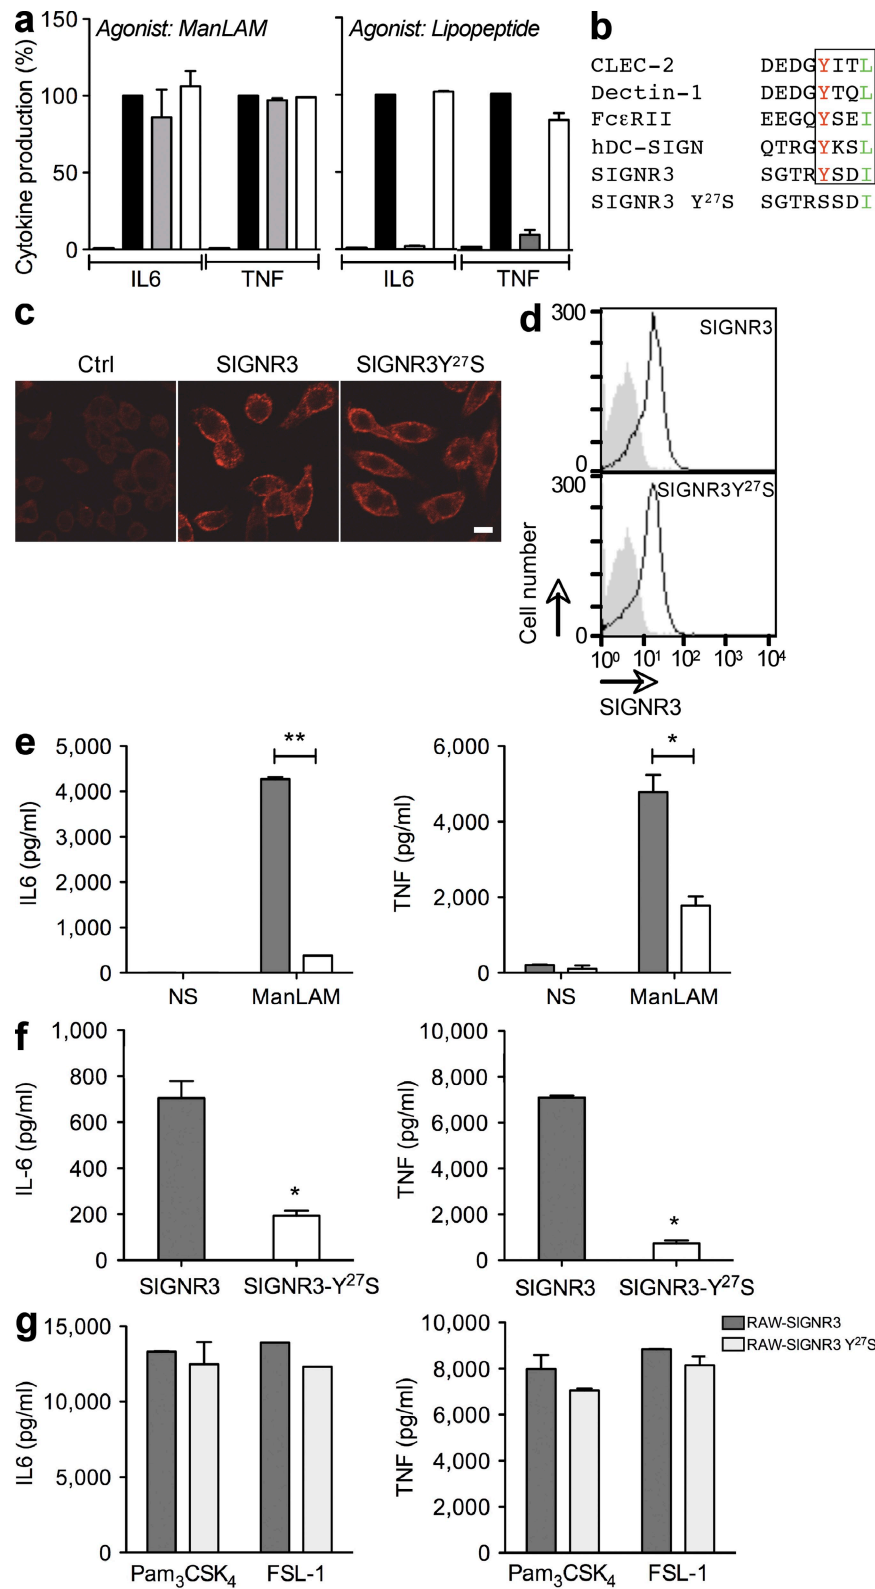 a
Agonist: ManLAM
Agonist: Lipopeptide
Cytokine production (%)
150
100
50
0
IL6
TNF
IL6
TNF
b
CLEC-2 DEDGYITL
Dectin-1 DEDGYTQL
FcεRII EEGQYSEI
hDC-SIGN QTRGYKSL
SIGNR3 SGTRYSDI
SIGNR3 Y²⁷S SGTRSSDI
c
Ctrl
SIGNR3
SIGNR3Y²⁷S
d
300
SIGNR3
0
300
SIGNR3Y²⁷S
0
Cell number
10⁰ 10¹ 10² 10³ 10⁴
SIGNR3
e
IL6 (pg/ml)
5,000
4,000
3,000
2,000
1,000
0
**
NS
ManLAM
TNF (pg/ml)
6,000
4,000
2,000
0
*
NS
ManLAM
f
IL-6 (pg/ml)
1,000
800
600
400
200
0
*
SIGNR3
SIGNR3-Y²⁷S
TNF (pg/ml)
10,000
8,000
6,000
4,000
2,000
0
*
SIGNR3
SIGNR3-Y²⁷S
g
IL6 (pg/ml)
15,000
10,000
5,000
0
Pam₃CSK₄
FSL-1
TNF (pg/ml)
10,000
8,000
6,000
4,000
2,000
0
Pam₃CSK₄
FSL-1
RAW-SIGNR3
RAW-SIGNR3 Y²⁷S